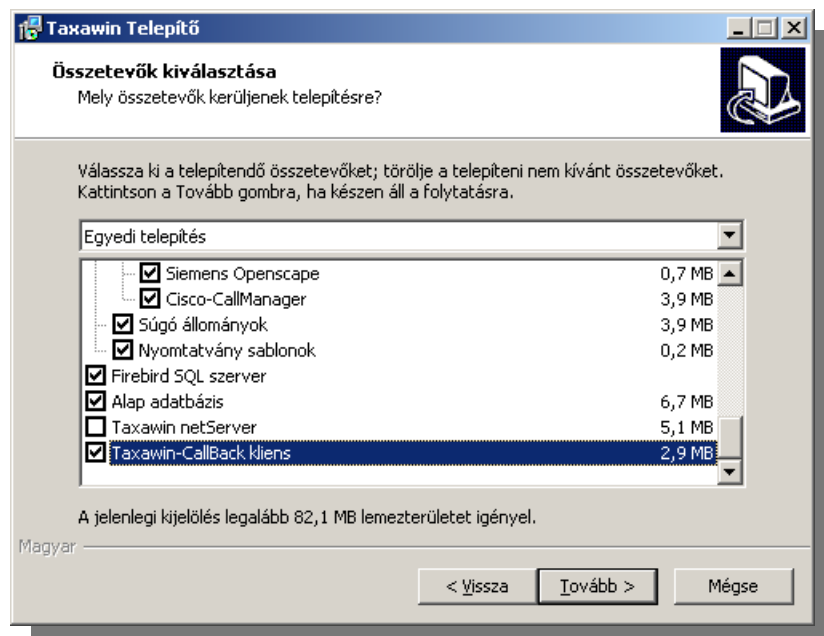 Taxawin Telepítő
Összetevők kiválasztása
Mely összetevők kerüljenek telepítésre?
Válassza ki a telepítendő összetevőket; törölje a telepíteni nem kívánt összetevőket.
Kattintson a Tovább gombra, ha készen áll a folytatásra.
Egyedi telepítés
Siemens Openscape 0,7 MB
Cisco-CallManager 3,9 MB
Súgó állományok 3,9 MB
Nyomtatvány sablonok 0,2 MB
Firebird SQL szerver
Alap adatbázis 6,7 MB
Taxawin netServer 5,1 MB
Taxawin-CallBack kliens 2,9 MB
A jelenlegi kijelölés legalább 82,1 MB lemezterületet igényel.
Magyar
< Vissza Tovább > Mégse